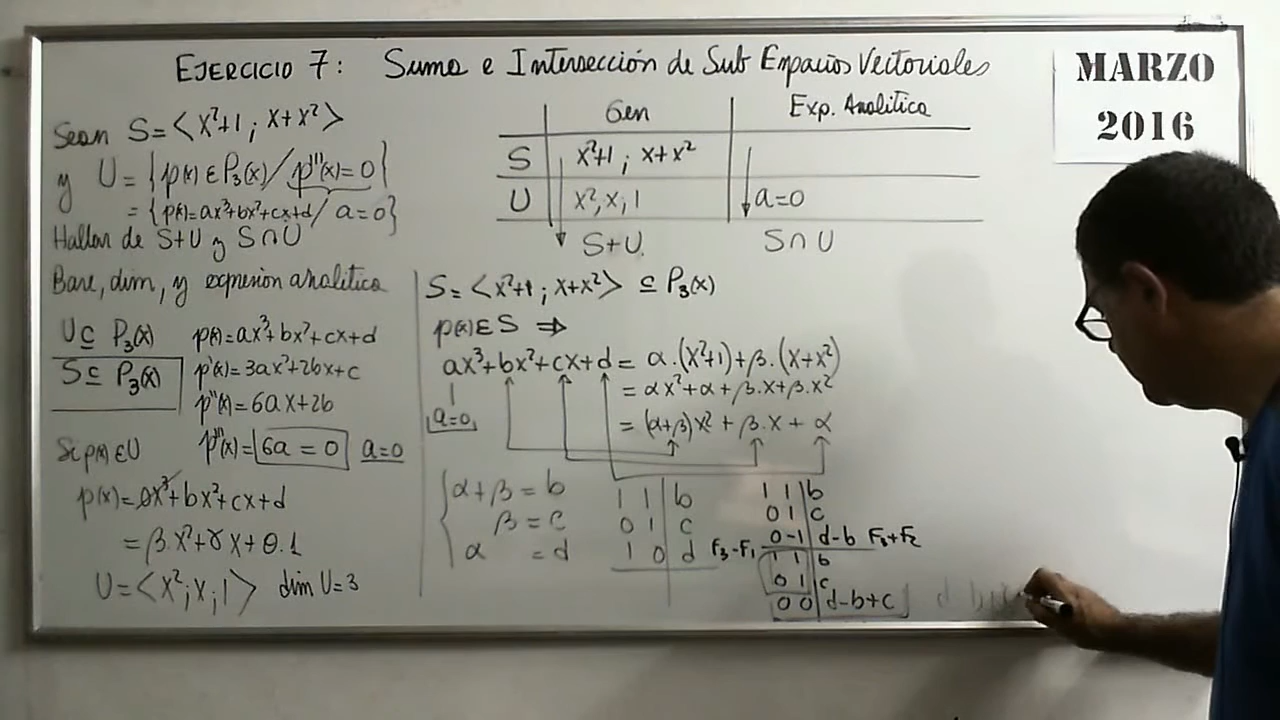 EJERCICIO 7: Suma e Intersección de Sub Espacios Vectoriales
MARZO
2016
Sean S=<x²+1; x+x²>
y U={p(x)∈P₃(x)/p'''(x)=0}
={p(x)=ax³+bx²+cx+d/a=0}
Hallar de S+U y S∩U
Base, dim, y expresión analítica
Gen Exp. Analítica
S x²+1; x+x²
U x²,x,1 a=0
S+U. S∩U
U⊆P₃(x)
S⊆P₃(x)
p(x)=ax³+bx²+cx+d
p'(x)=3ax²+2bx+c
p''(x)=6ax+2b
Si p(x)∈U p'''(x)=6a=0 a=0
p(x)=ax³+bx²+cx+d
=β.x²+γx+θ.1
U=<x²;x,1> dim U=3
S=<x²+1; x+x²>⊆P₃(x)
p(x)∈S ⇒
ax³+bx²+cx+d=α.(x²+1)+β.(x+x²)
=αx²+α+β.x+β.x²
a=0
=(α+β)x²+β.x+α
α+β=b
β=c
α =d
1 1|b
0 1|c
1 0|d F₃-F₁
1 1|b
0 1|c
0 -1|d-b F₃+F₂
1 1|b
0 1|c
0 0|d-b+c